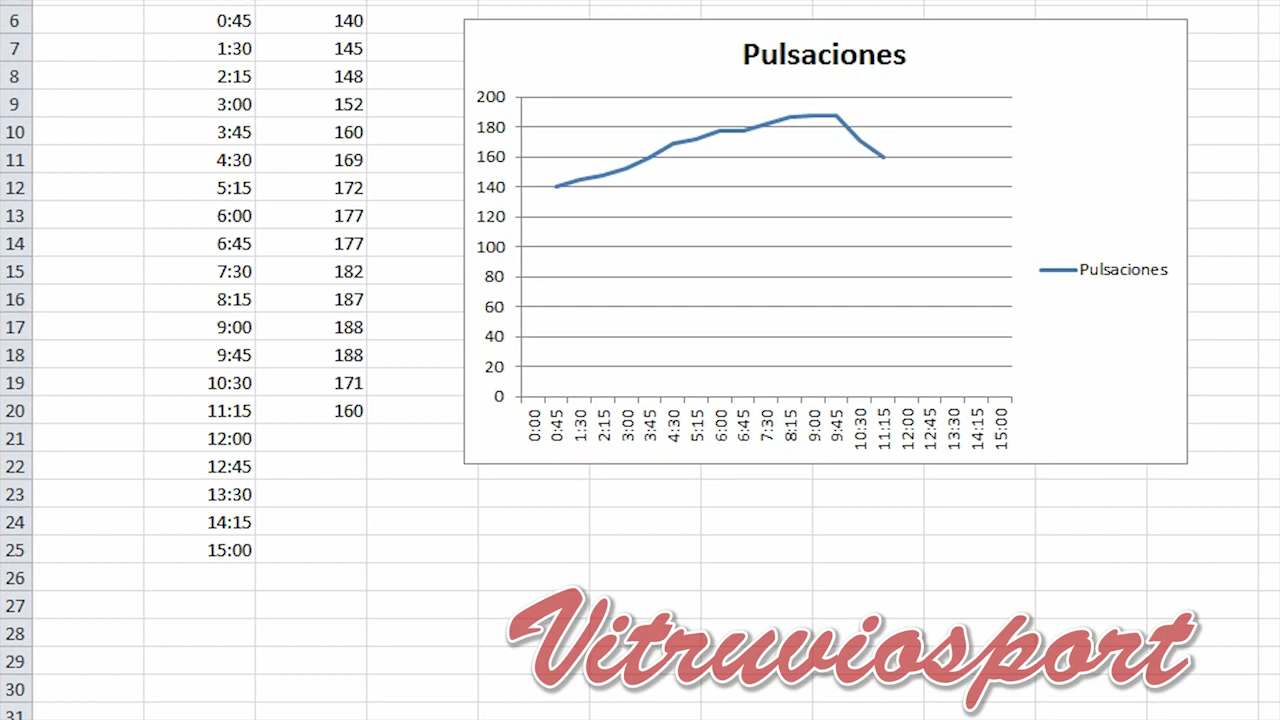 6 0:45 140
7 1:30 145
8 2:15 148
9 3:00 152
10 3:45 160
11 4:30 169
12 5:15 172
13 6:00 177
14 6:45 177
15 7:30 182
16 8:15 187
17 9:00 188
18 9:45 188
19 10:30 171
20 11:15 160
21 12:00
22 12:45
23 13:30
24 14:15
25 15:00
26
27
28
29
30
31
Pulsaciones
200
180
160
140
120
100
80
60
40
20
0
0:00 0:45 1:30 2:15 3:00 3:45 4:30 5:15 6:00 6:45 7:30 8:15 9:00 9:45 10:30 11:15 12:00 12:45 13:30 14:15 15:00
Pulsaciones
Vitruviosport